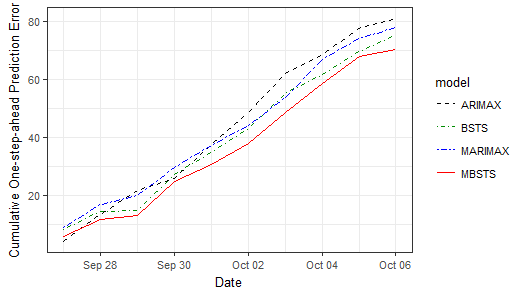 Cumulative One-step-ahead Prediction Error
80
60
40
20
Sep 28
Sep 30
Oct 02
Oct 04
Oct 06
Date
model
ARIMAX
BSTS
MARIMAX
MBSTS